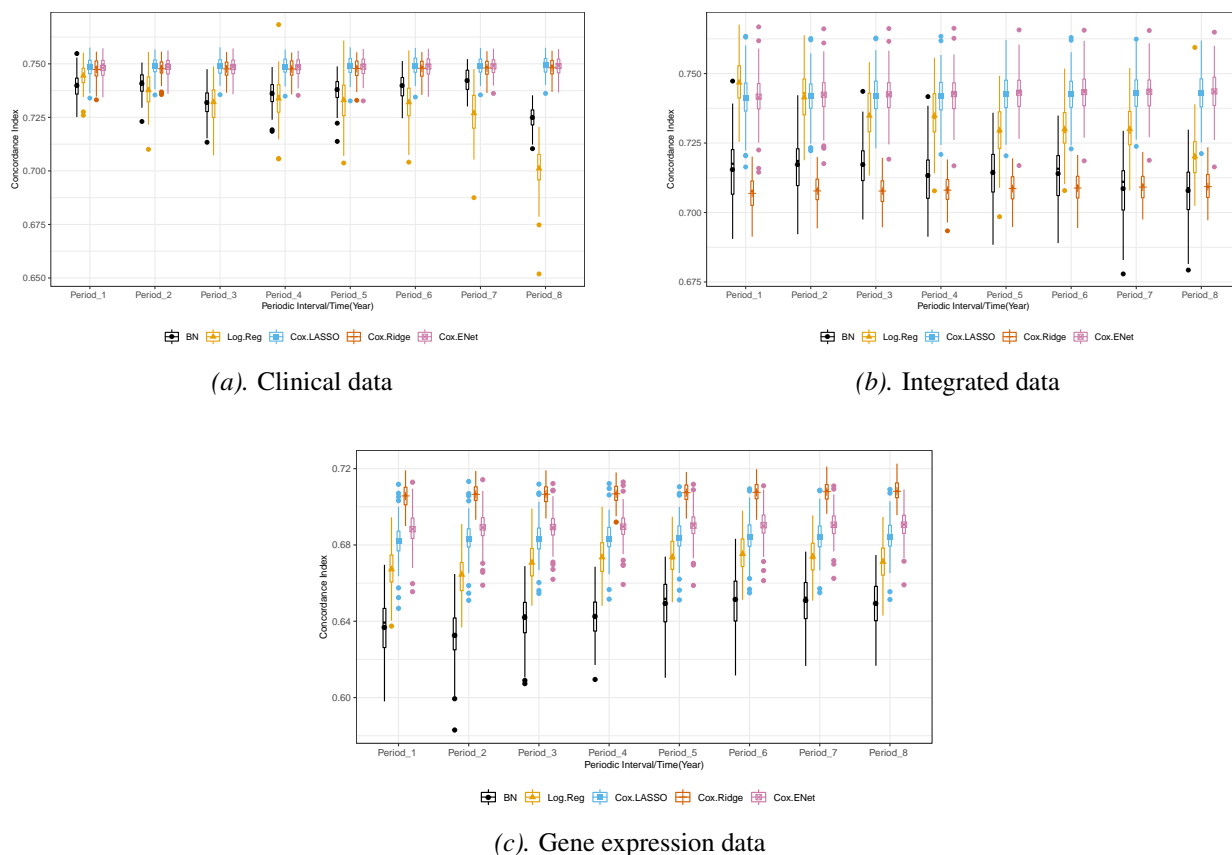 0.750
0.725
0.700
0.675
0.650
Concordance Index
Period_1 Period_2 Period_3 Period_4 Period_5 Period_6 Period_7 Period_8
Periodic Interval/Time(Year)
BN Log.Reg Cox.LASSO Cox.Ridge Cox.ENet
(a). Clinical data
0.750
0.725
0.700
0.675
Concordance Index
Period_1 Period_2 Period_3 Period_4 Period_5 Period_6 Period_7 Period_8
Periodic Interval/Time(Year)
BN Log.Reg Cox.LASSO Cox.Ridge Cox.ENet
(b). Integrated data
0.72
0.68
0.64
0.60
Concordance Index
Period_1 Period_2 Period_3 Period_4 Period_5 Period_6 Period_7 Period_8
Periodic Interval/Time(Year)
BN Log.Reg Cox.LASSO Cox.Ridge Cox.ENet
(c). Gene expression data